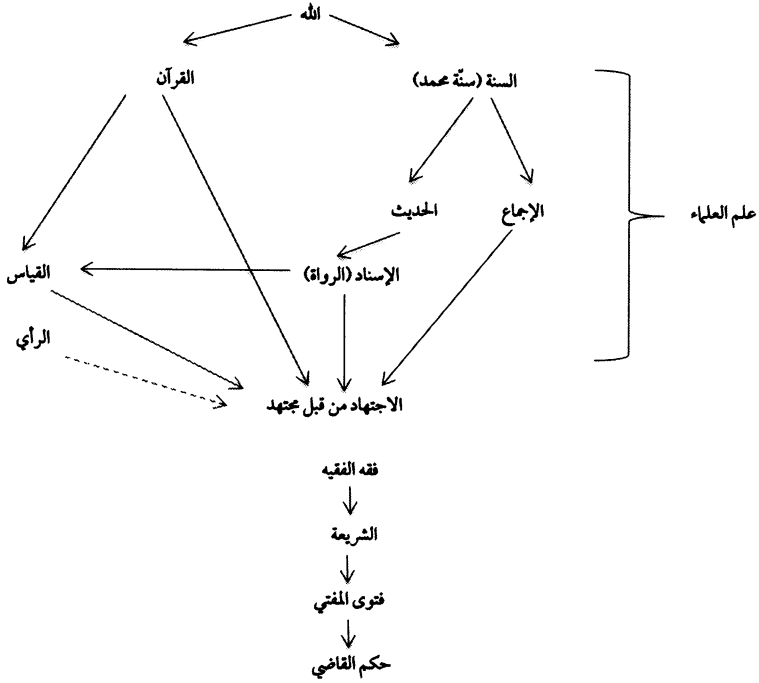 الله
القرآن
السنة (سنّة محمد)
علم العلماء
الإجماع
الحديث
الإسناد (الرواة)
القياس
الرأي
الاجتهاد من قبل مجتهد
فقه الفقيه
الشريعة
فتوى المفتي
حكم القاضي